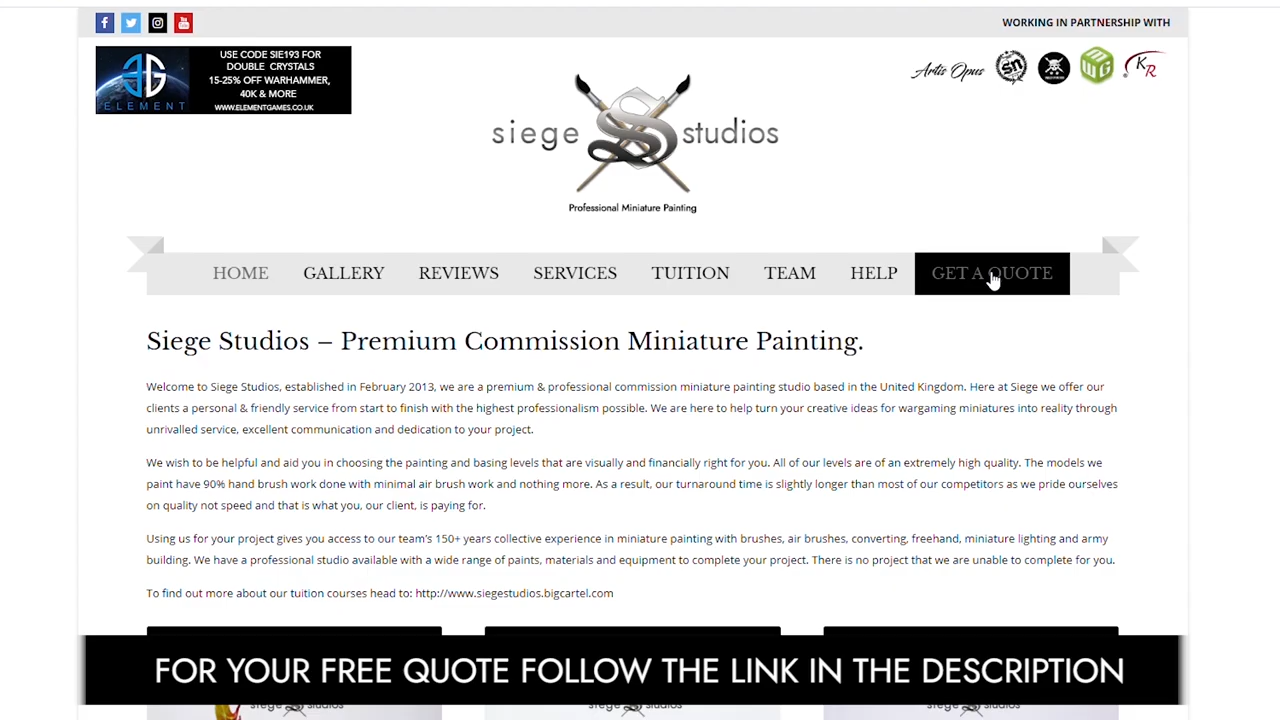 WORKING IN PARTNERSHIP WITH
USE CODE SIE193 FOR
DOUBLE CRYSTALS
15-25% OFF WARHAMMER,
40K & MORE
WWW.ELEMENTGAMES.CO.UK
ELEMENT
Artis Opus
KR
siege studios
Professional Miniature Painting
HOME GALLERY REVIEWS SERVICES TUITION TEAM HELP GET A QUOTE
Siege Studios – Premium Commission Miniature Painting.
Welcome to Siege Studios, established in February 2013, we are a premium & professional commission miniature painting studio based in the United Kingdom. Here at Siege we offer our
clients a personal & friendly service from start to finish with the highest professionalism possible. We are here to help turn your creative ideas for wargaming miniatures into reality through
unrivalled service, excellent communication and dedication to your project.
We wish to be helpful and aid you in choosing the painting and basing levels that are visually and financially right for you. All of our levels are of an extremely high quality. The models we
paint have 90% hand brush work done with minimal air brush work and nothing more. As a result, our turnaround time is slightly longer than most of our competitors as we pride ourselves
on quality not speed and that is what you, our client, is paying for.
Using us for your project gives you access to our team’s 150+ years collective experience in miniature painting with brushes, air brushes, converting, freehand, miniature lighting and army
building. We have a professional studio available with a wide range of paints, materials and equipment to complete your project. There is no project that we are unable to complete for you.
To find out more about our tuition courses head to: http://www.siegestudios.bigcartel.com
FOR YOUR FREE QUOTE FOLLOW THE LINK IN THE DESCRIPTION
siege studios siege studios siege studios